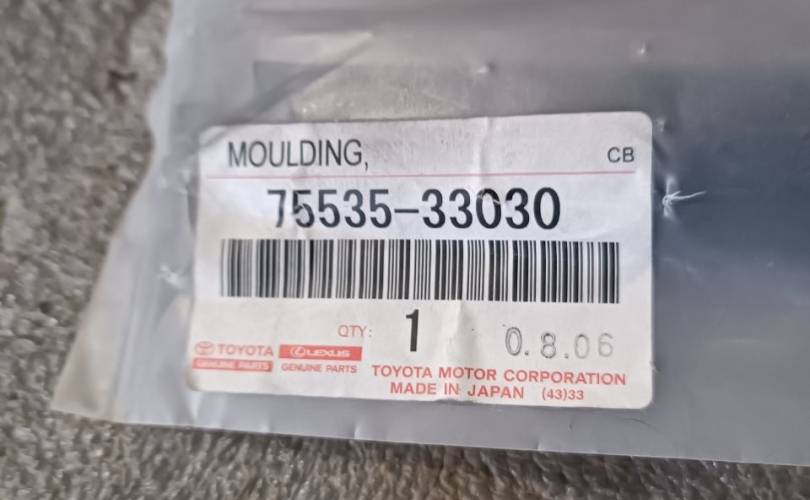 MOULDING,
CB
75535-33030
QTY: 1
0.8.06
TOYOTA
GENUINE PARTS
LEXUS
GENUINE PARTS
TOYOTA MOTOR CORPORATION
MADE IN JAPAN (43)33